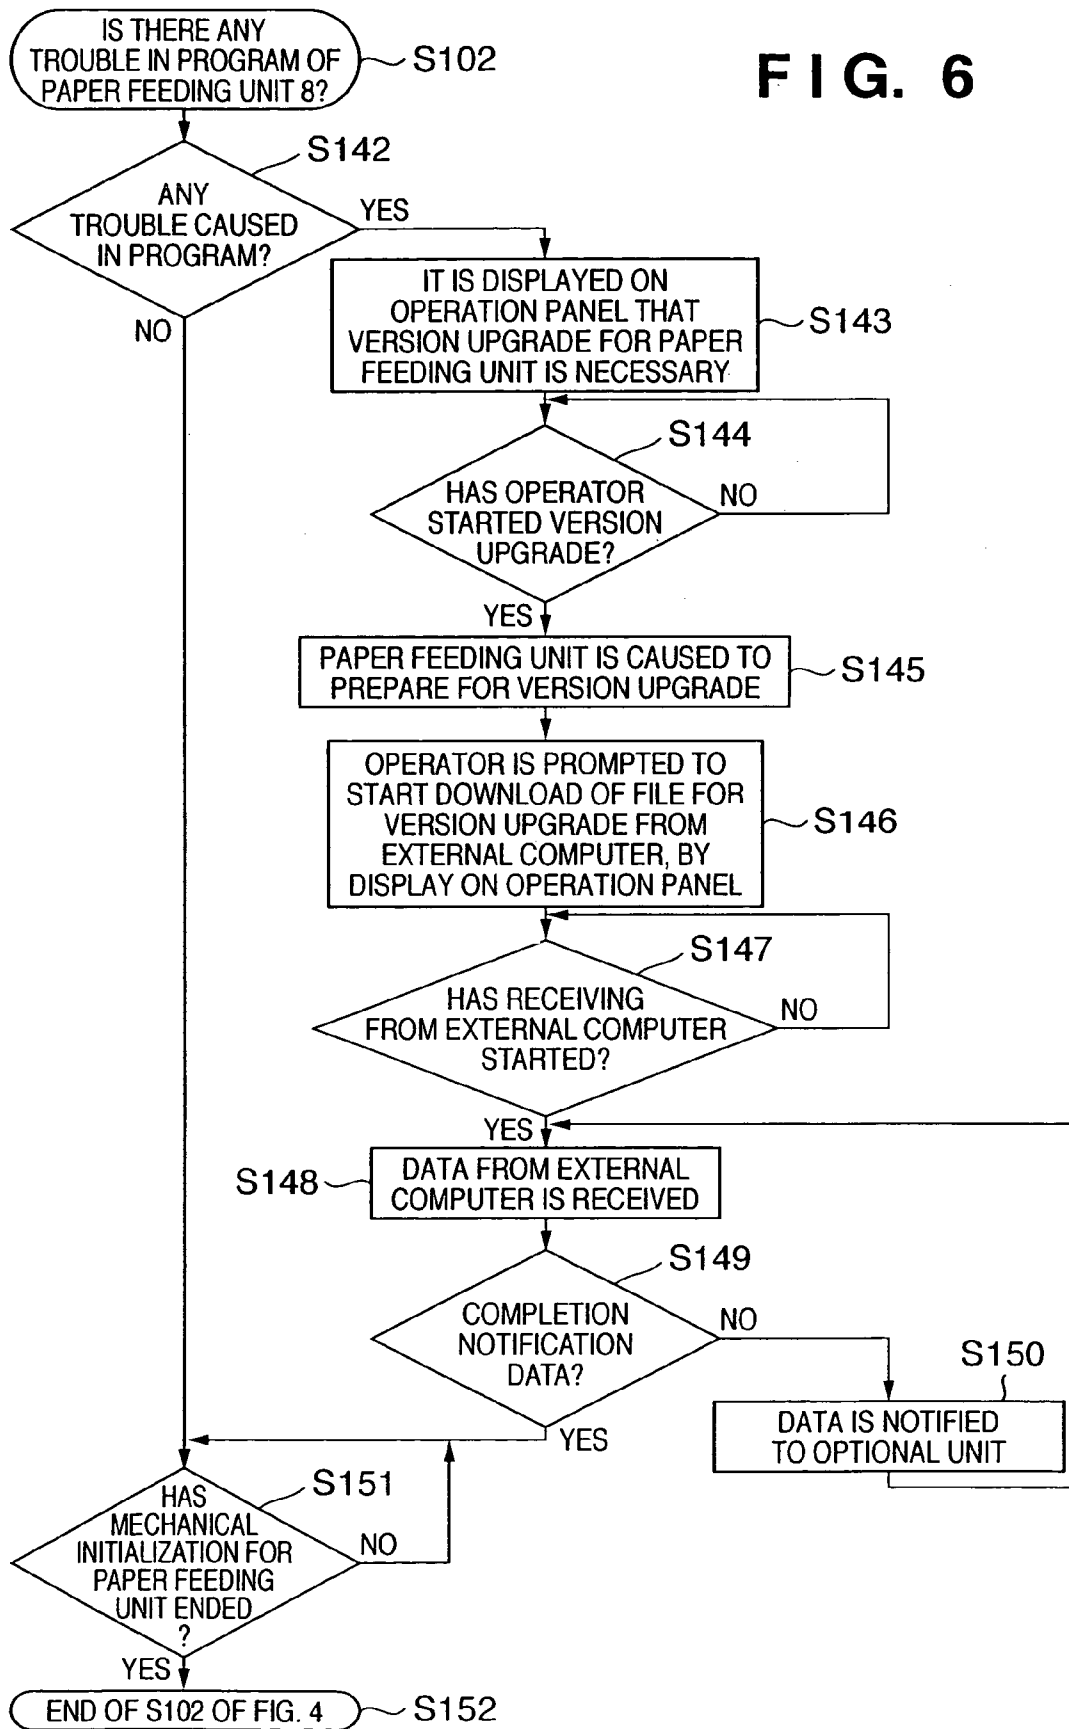 FIG. 6
IS THERE ANY
TROUBLE IN PROGRAM OF
PAPER FEEDING UNIT 8?
S102
S142
ANY
TROUBLE CAUSED
IN PROGRAM?
YES
NO
IT IS DISPLAYED ON
OPERATION PANEL THAT
VERSION UPGRADE FOR PAPER
FEEDING UNIT IS NECESSARY
S143
S144
HAS OPERATOR
STARTED VERSION
UPGRADE?
NO
YES
PAPER FEEDING UNIT IS CAUSED TO
PREPARE FOR VERSION UPGRADE
S145
OPERATOR IS PROMPTED TO
START DOWNLOAD OF FILE FOR
VERSION UPGRADE FROM
EXTERNAL COMPUTER, BY
DISPLAY ON OPERATION PANEL
S146
S147
HAS RECEIVING
FROM EXTERNAL COMPUTER
STARTED?
NO
YES
S148
DATA FROM EXTERNAL
COMPUTER IS RECEIVED
S149
COMPLETION
NOTIFICATION
DATA?
NO
YES
S150
DATA IS NOTIFIED
TO OPTIONAL UNIT
S151
HAS
MECHANICAL
INITIALIZATION FOR
PAPER FEEDING
UNIT ENDED
?
NO
YES
END OF S102 OF FIG. 4
S152